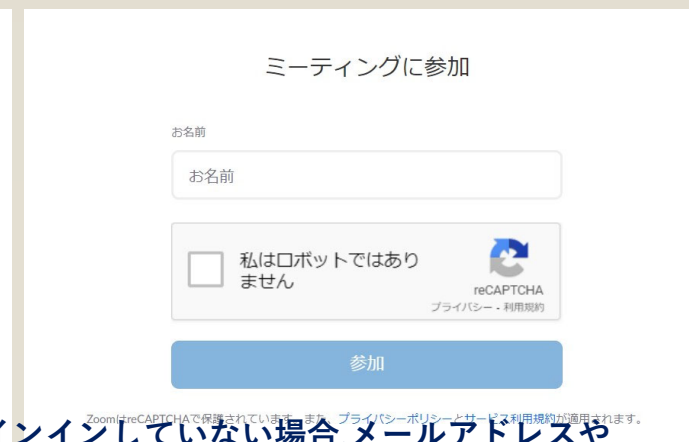 ミーティングに参加
お名前
お名前
私はロボットではあり
ません
reCAPTCHA
プライバシー - 利用規約
参加
ZoomはreCAPTCHAで保護されています。また、プライバシーポリシーとサービス利用規約が適用されます。
インインしていない場合 メールアドレスや